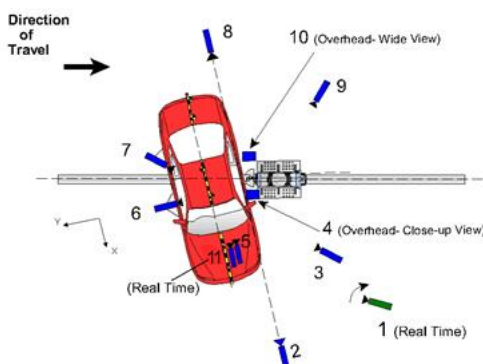 Direction
of
Travel
8
10 (Overhead- Wide View)
9
7
6
Y
X
4 (Overhead- Close-up View)
3
11
5
(Real Time)
1 (Real Time)
2